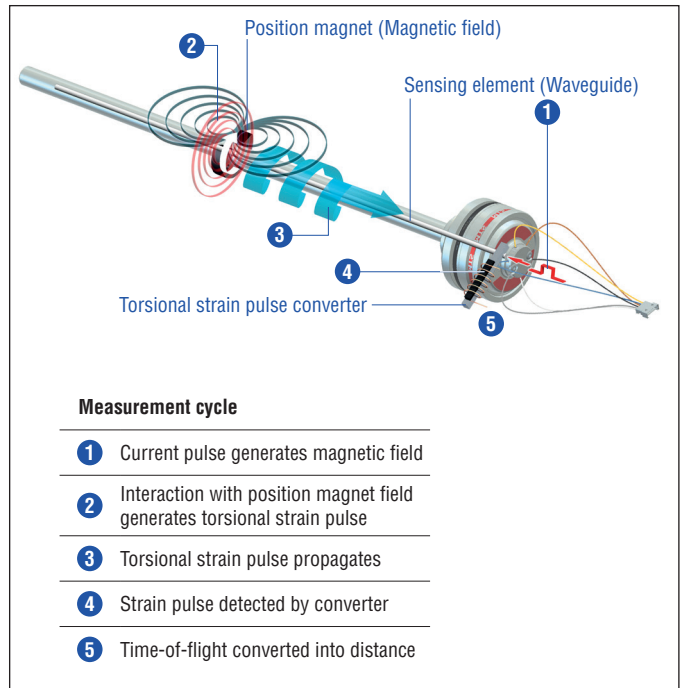 Position magnet (Magnetic field)
2
Sensing element (Waveguide)
1
3
4
Torsional strain pulse converter
5
Measurement cycle
1 Current pulse generates magnetic field
2 Interaction with position magnet field
generates torsional strain pulse
3 Torsional strain pulse propagates
4 Strain pulse detected by converter
5 Time-of-flight converted into distance